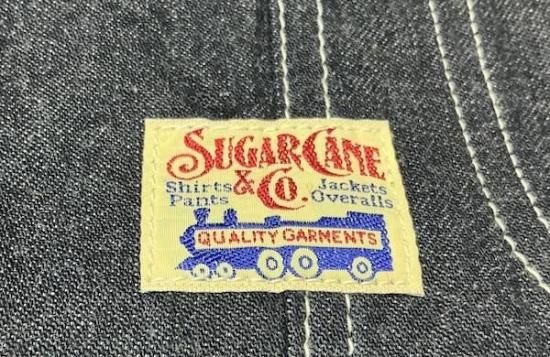 SUGAR CANE
& Co.
Shirts Jackets
Pants Overalls
QUALITY GARMENTS